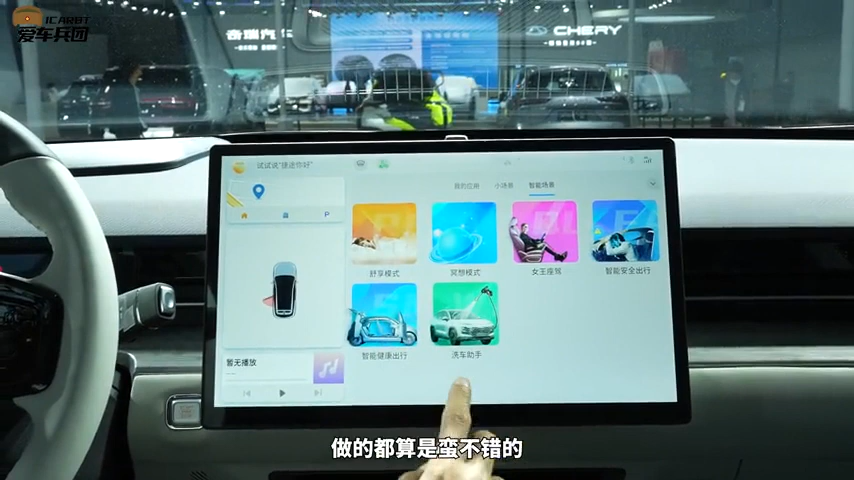 ICARBT
爱车兵团
奇瑞汽车
CHERY
试试说“捷途你好”
我的应用 小场景 智能场景
P
舒享模式 冥想模式 女王座驾 智能安全出行
智能健康出行 洗车助手
暂无播放
做的都算是蛮不错的